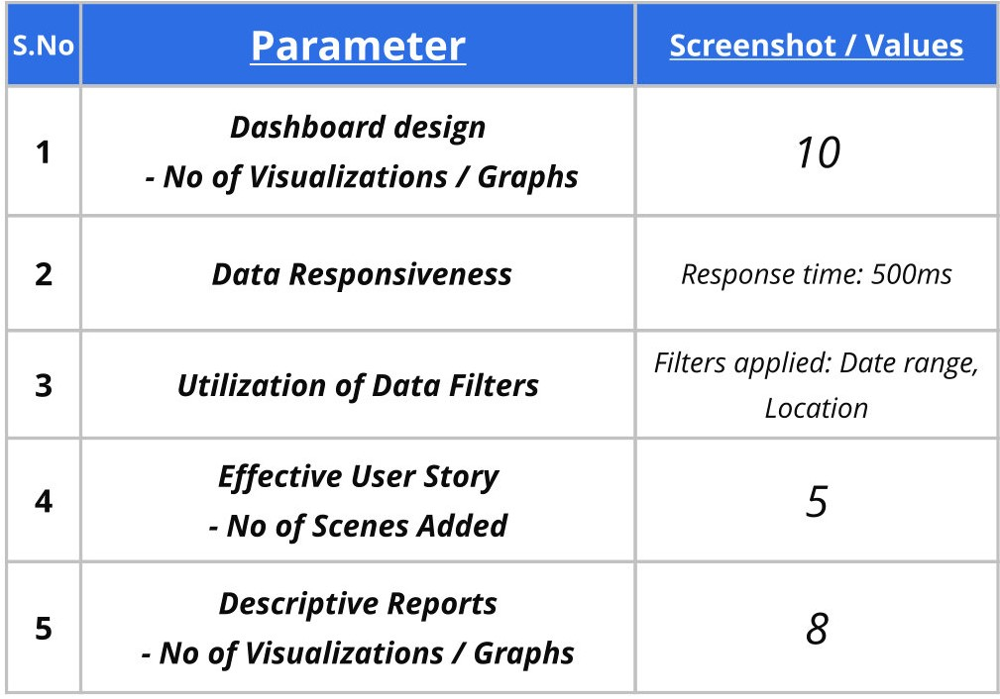 S.No Parameter Screenshot / Values
1 Dashboard design
- No of Visualizations / Graphs 10
2 Data Responsiveness Response time: 500ms
3 Utilization of Data Filters Filters applied: Date range,
Location
4 Effective User Story
- No of Scenes Added 5
5 Descriptive Reports
- No of Visualizations / Graphs 8